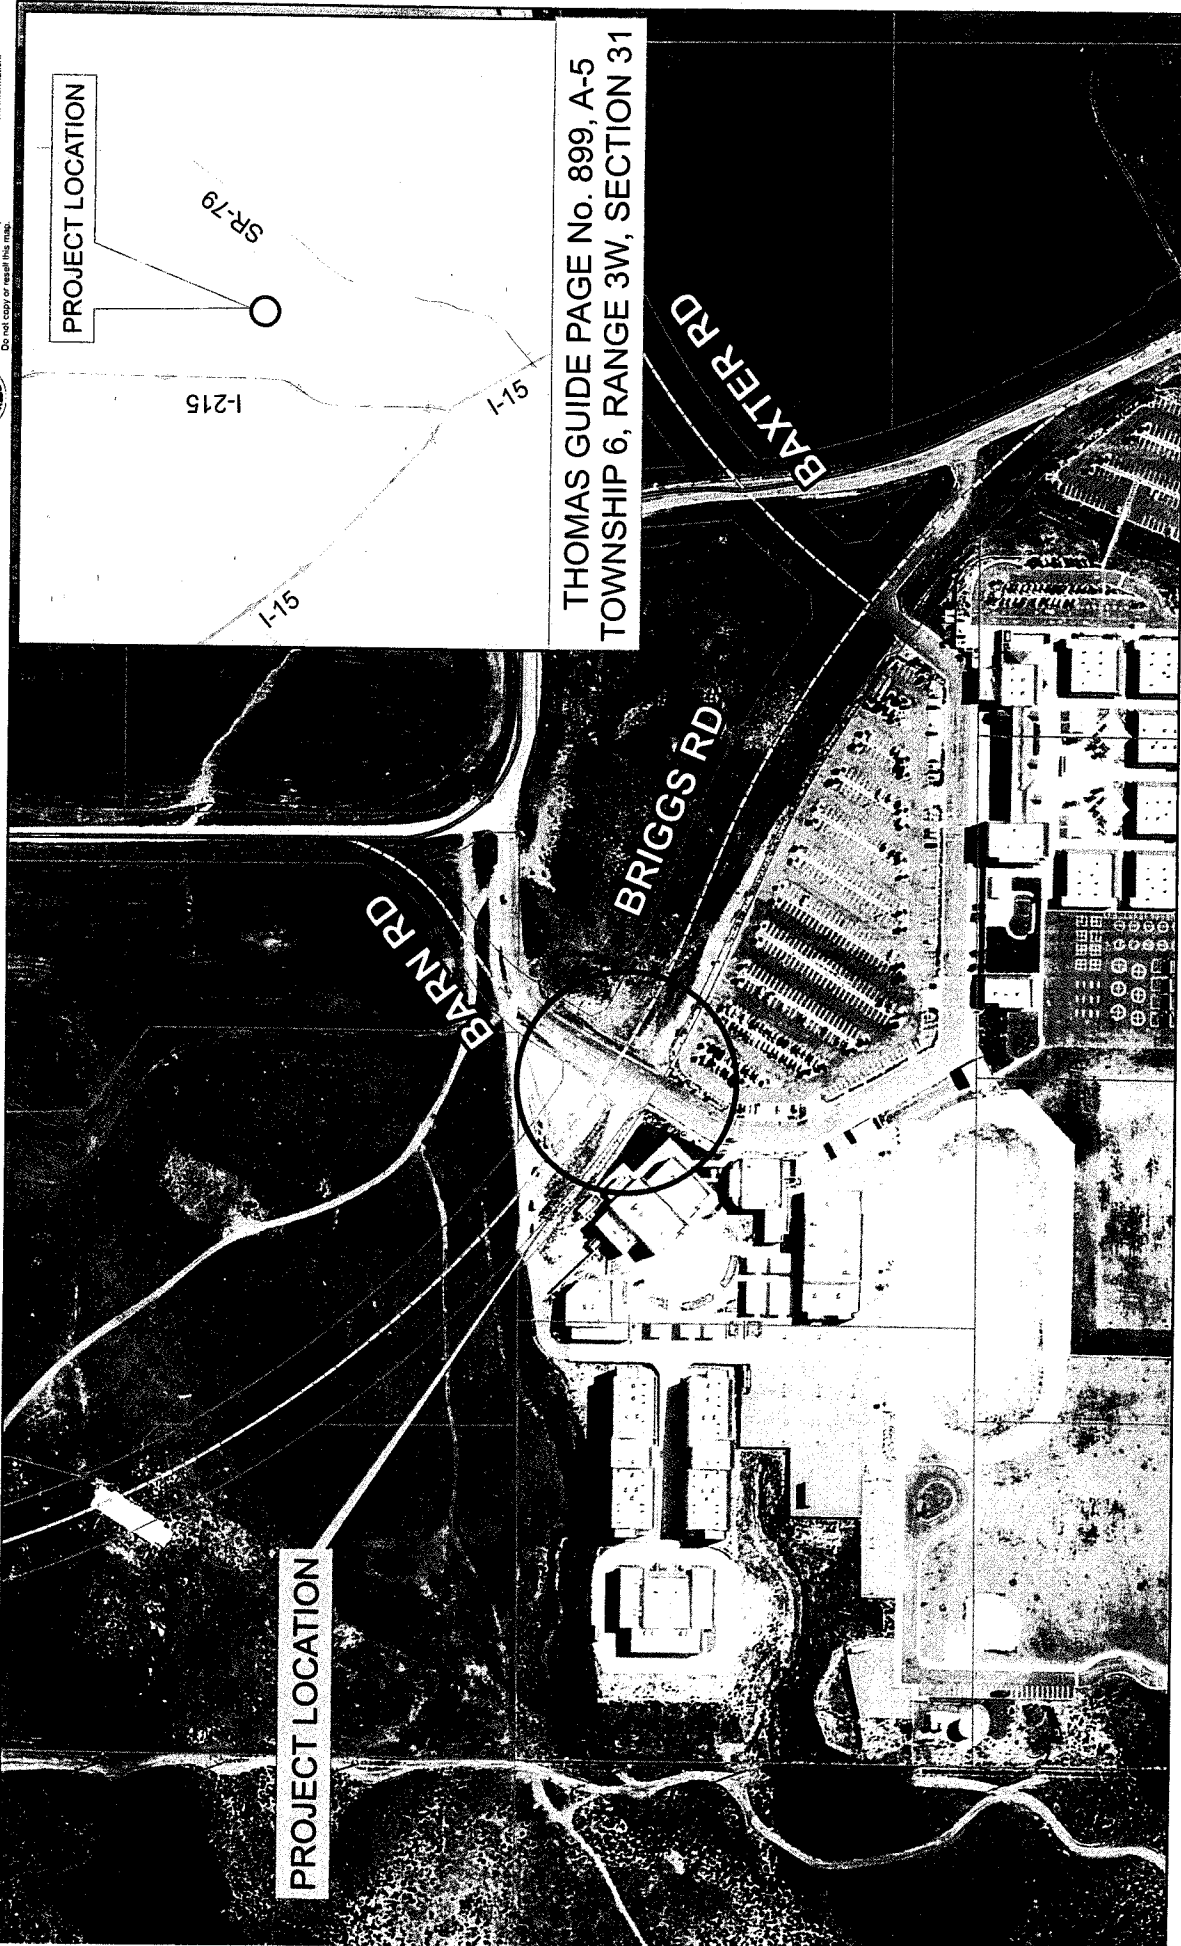 Do not copy or resell this map.
PROJECT LOCATION
SR-79
I-215
I-15
I-15
THOMAS GUIDE PAGE No. 899, A-5
TOWNSHIP 6, RANGE 3W, SECTION 31
BAXTER RD
BRIGGS RD
BARN RD
PROJECT LOCATION